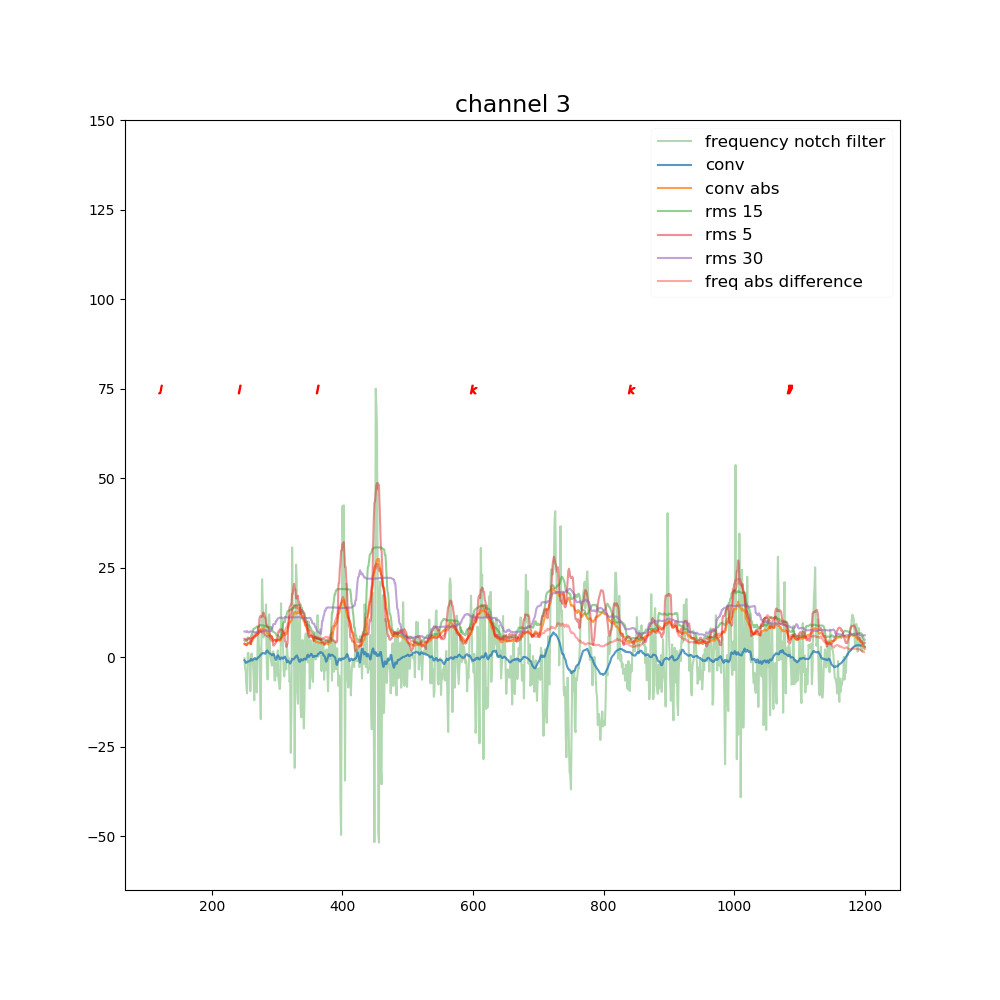 channel 3
150
125
100
75
50
25
0
−25
−50
200 400 600 800 1000 1200
frequency notch filter
conv
conv abs
rms 15
rms 5
rms 30
freq abs difference
k k